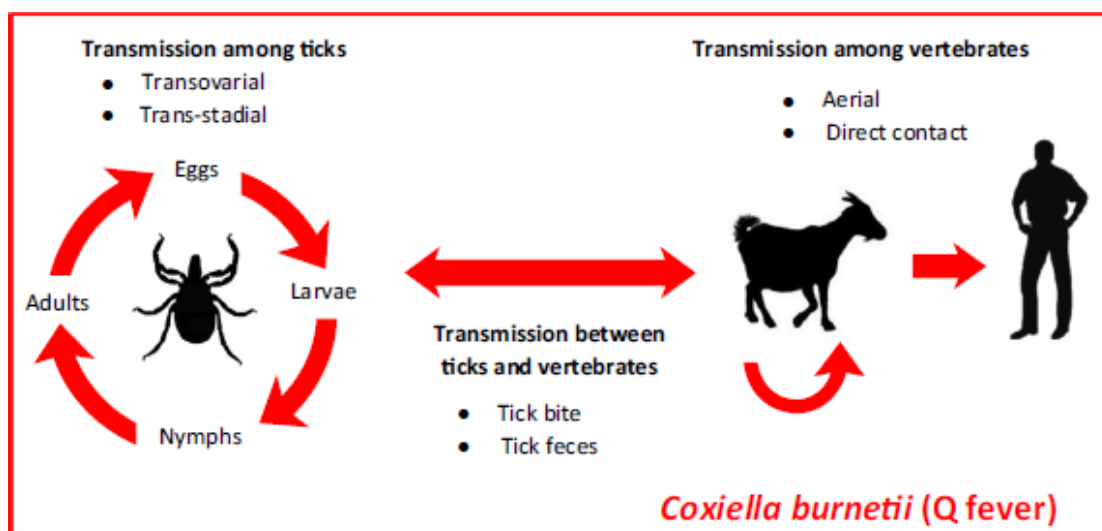 Transmission among ticks
● Transovarial
● Trans-stadial
Eggs
Larvae
Adults
Nymphs
Transmission between
ticks and vertebrates
● Tick bite
● Tick feces
Transmission among vertebrates
● Aerial
● Direct contact
Coxiella burnetii (Q fever)